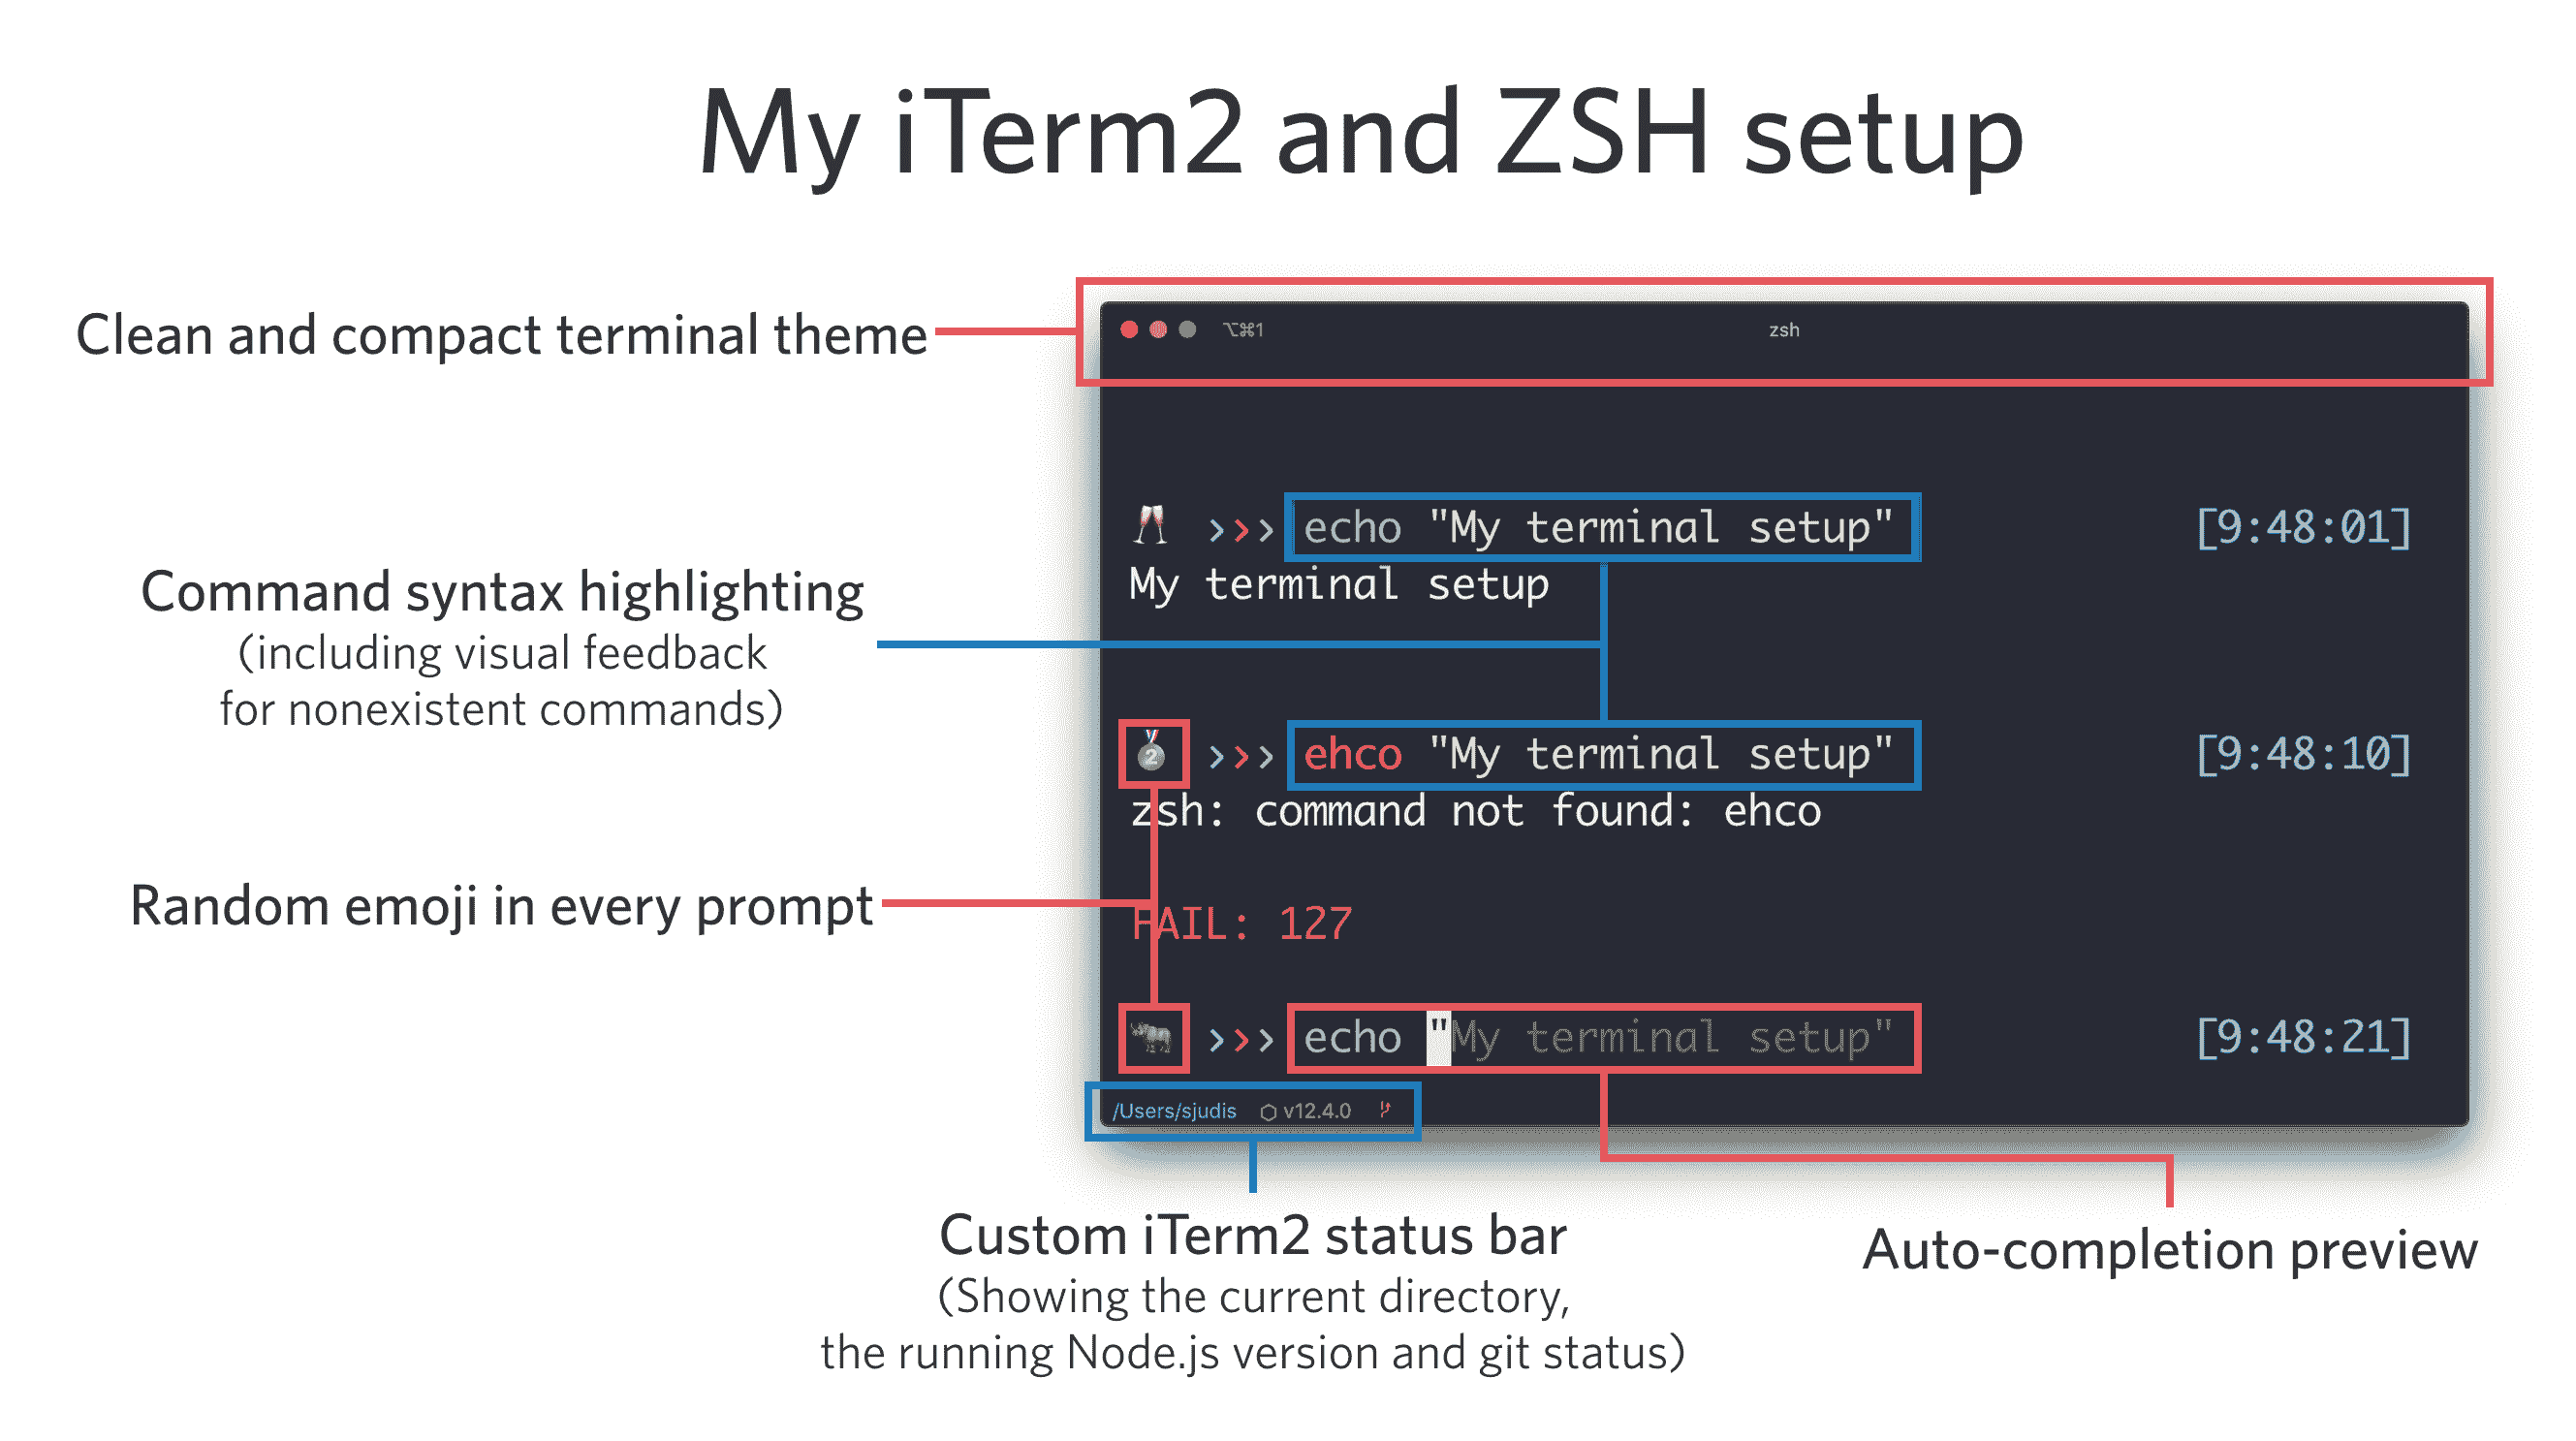 My iTerm2 and ZSH setup
Clean and compact terminal theme
⌥⌘1 zsh
echo "My terminal setup" [9:48:01]
My terminal setup
Command syntax highlighting
(including visual feedback
for nonexistent commands)
2 ››› ehco "My terminal setup" [9:48:10]
zsh: command not found: ehco
Random emoji in every prompt
FAIL: 127
››› echo "My terminal setup" [9:48:21]
/Users/sjudis ⬡ v12.4.0
Custom iTerm2 status bar
(Showing the current directory,
the running Node.js version and git status)
Auto-completion preview